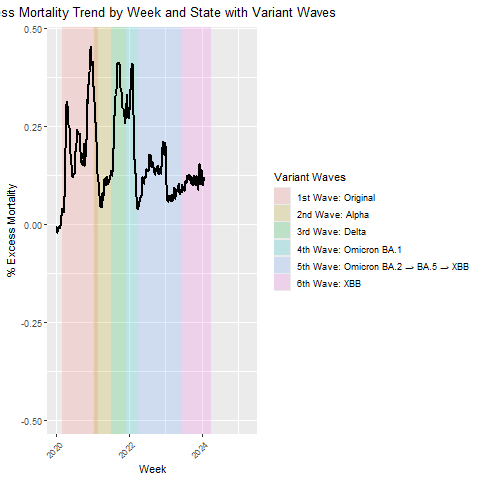 ess Mortality Trend by Week and State with Variant Waves
0.50
0.25
0.00
-0.25
-0.50
% Excess Mortality
2020
2022
2024
Week
Variant Waves
1st Wave: Original
2nd Wave: Alpha
3rd Wave: Delta
4th Wave: Omicron BA.1
5th Wave: Omicron BA.2 → BA.5 → XBB
6th Wave: XBB